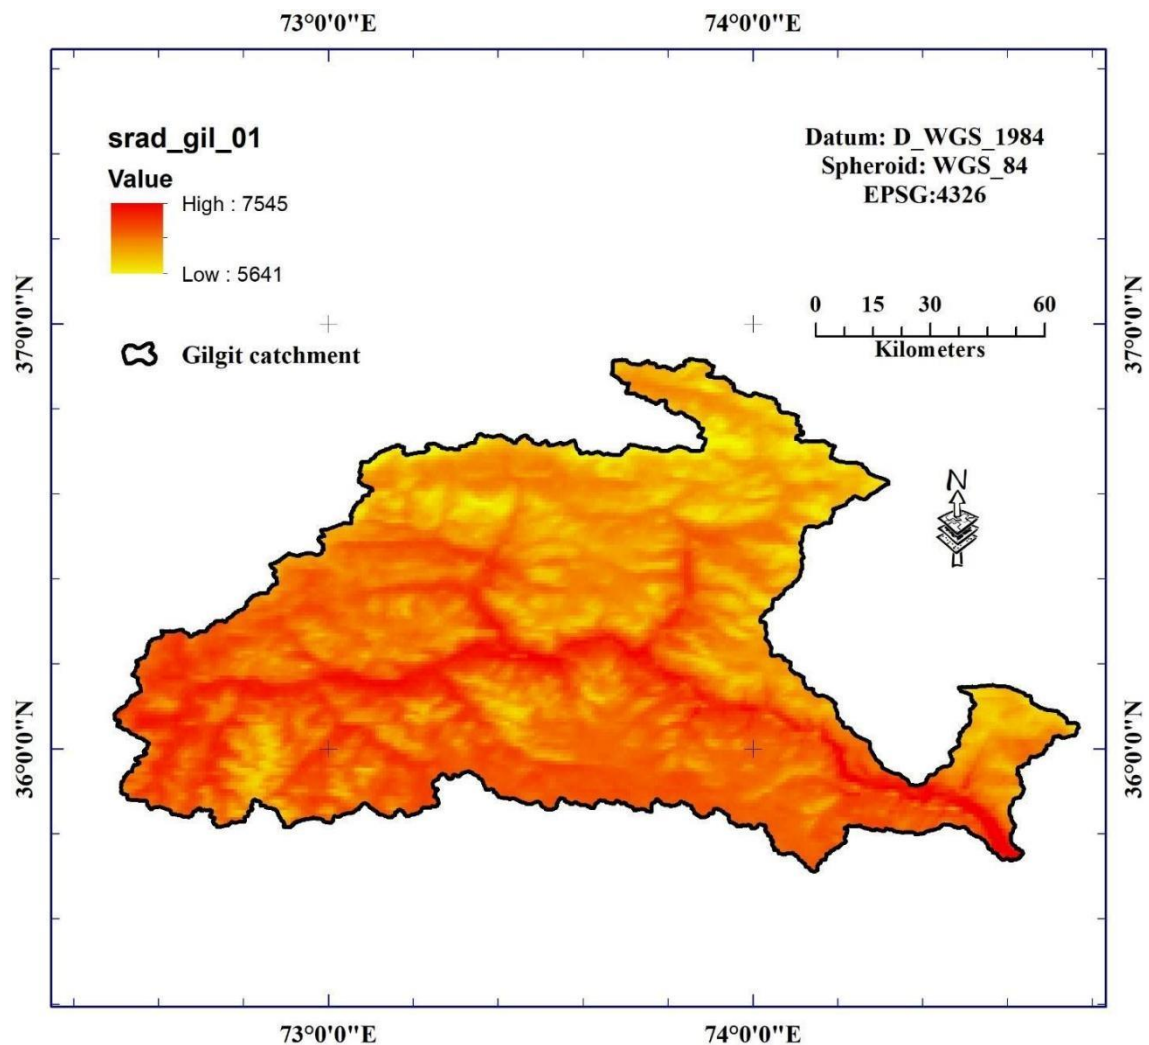 73°0'0"E 74°0'0"E
srad_gil_01
Value
High : 7545
Low : 5641
Gilgit catchment
Datum: D_WGS_1984
Spheroid: WGS_84
EPSG:4326
0 15 30 60
Kilometers
N
37°0'0"N
37°0'0"N
36°0'0"N
36°0'0"N
73°0'0"E 74°0'0"E